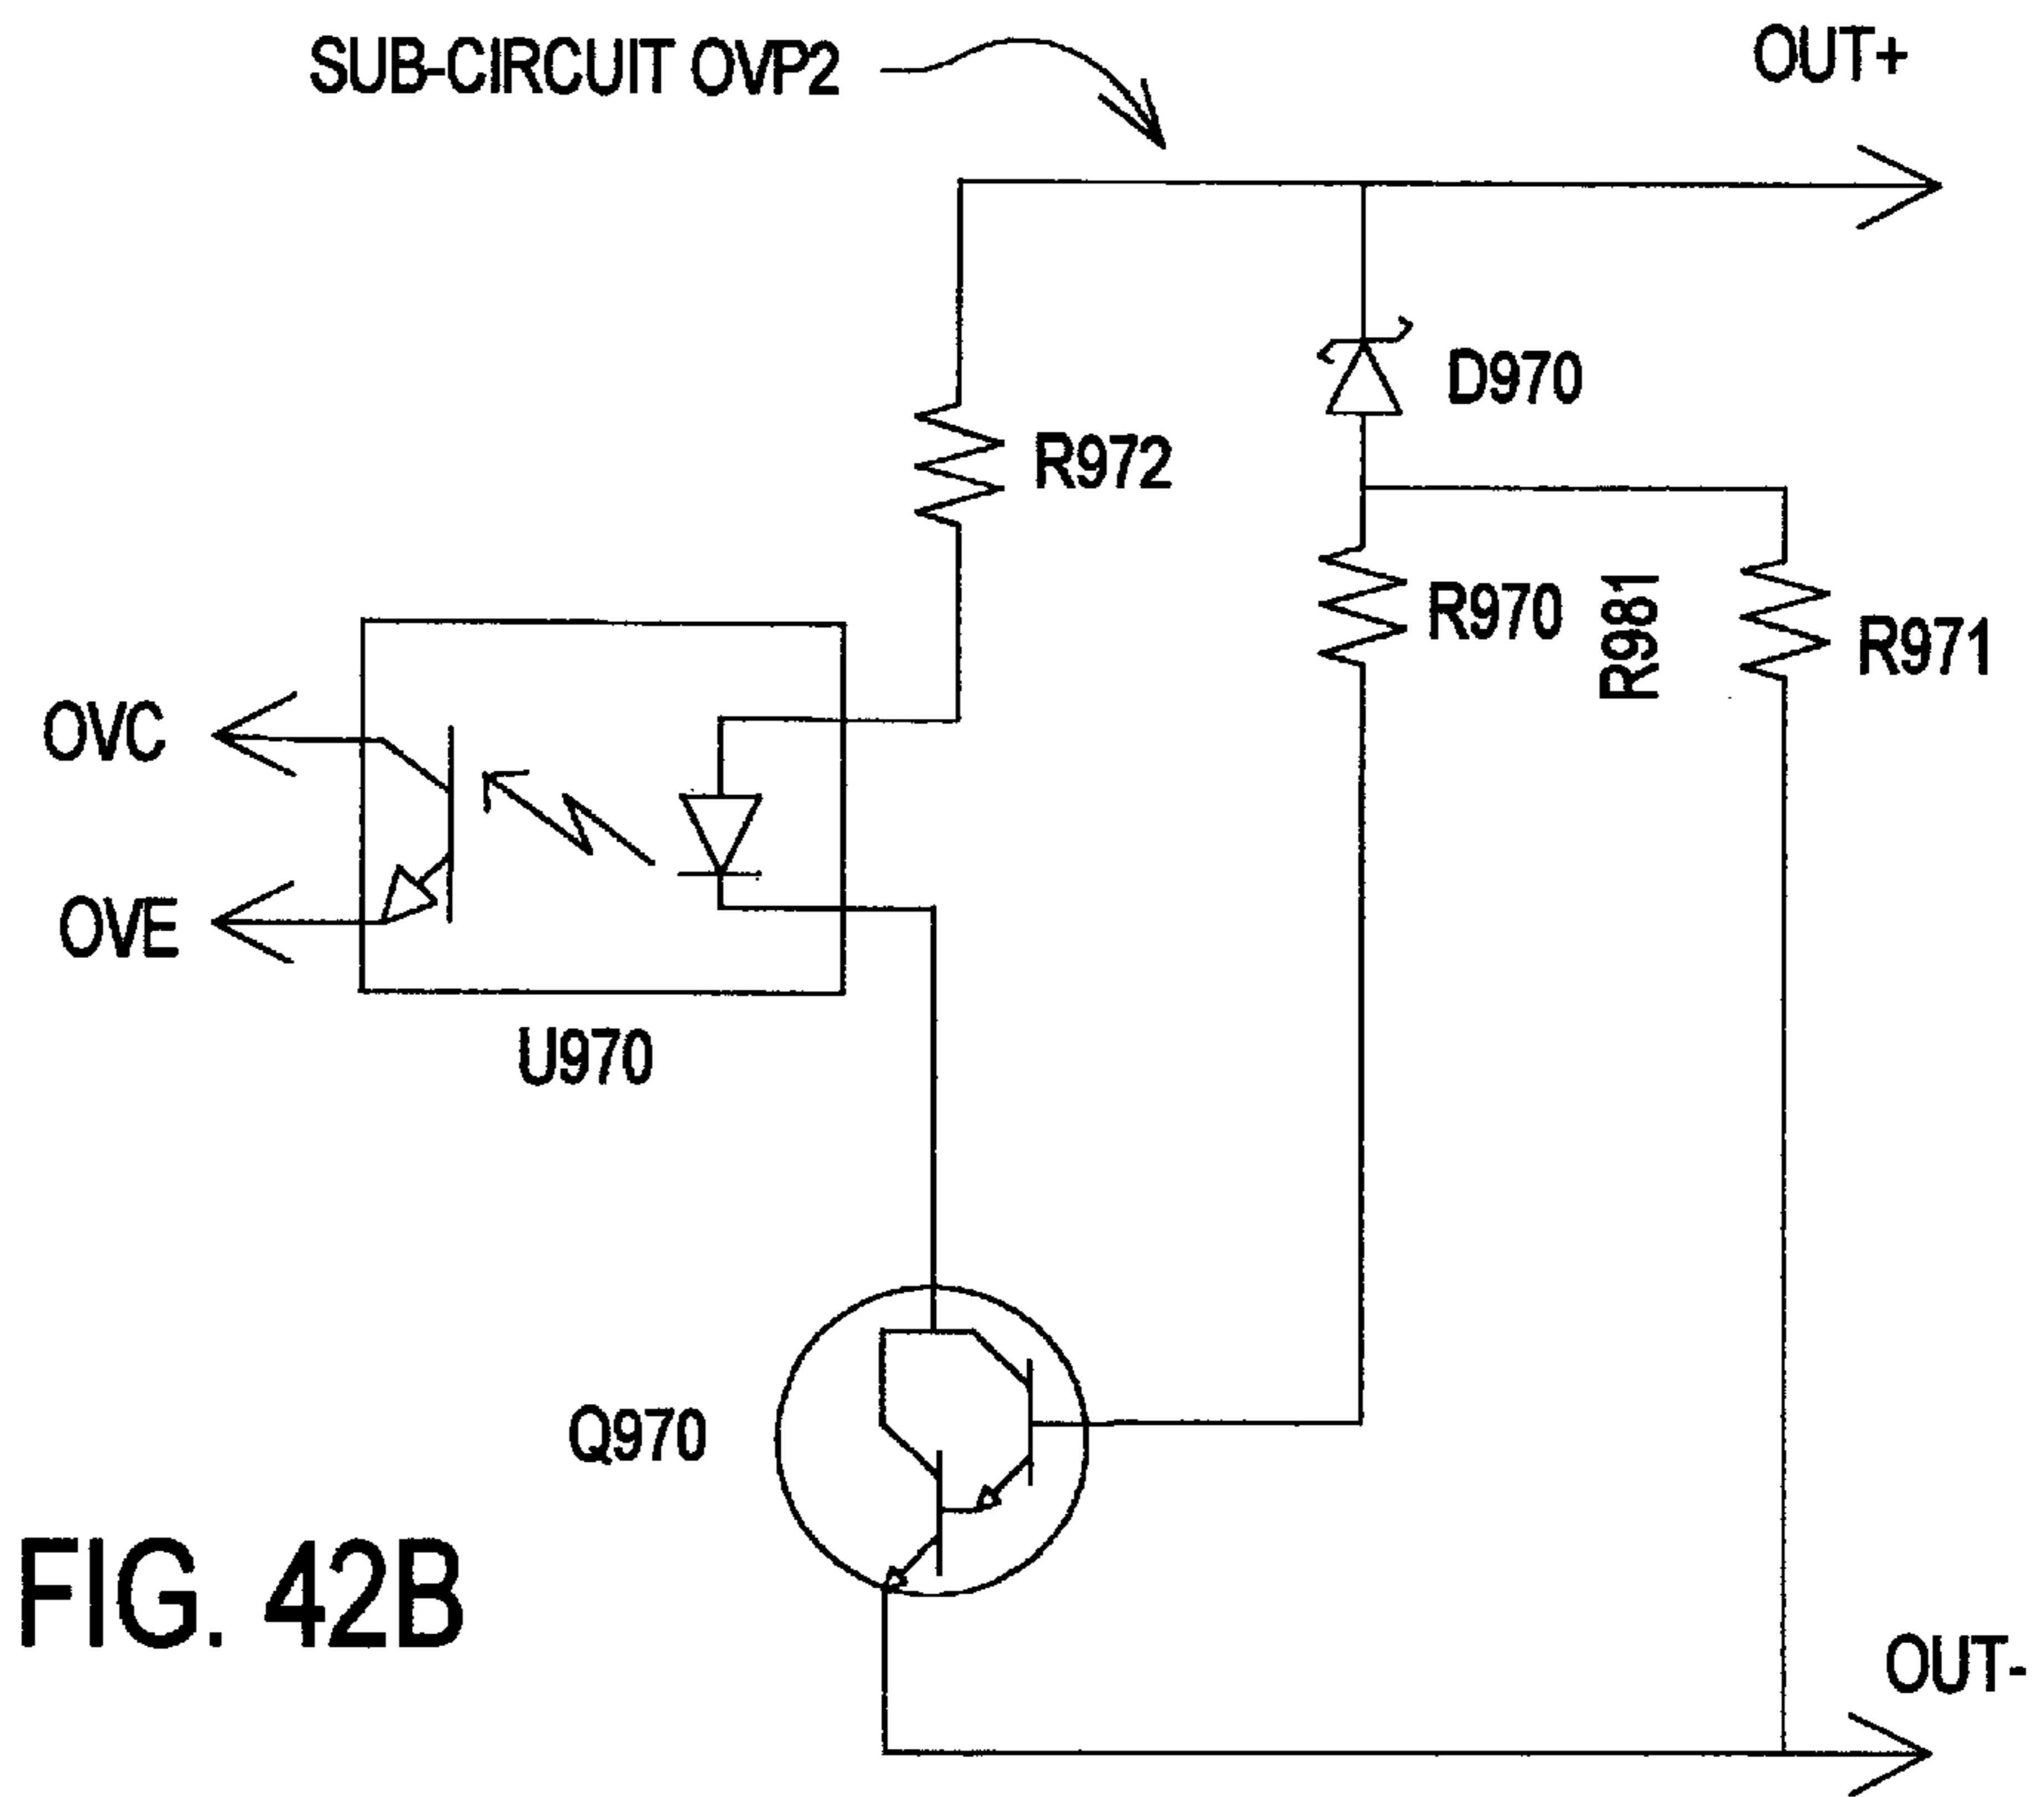 SUB-CIRCUIT OVP2
OUT+
D970
R972
R970
R981
R971
OVC
OVE
U970
Q970
FIG. 42B
OUT-